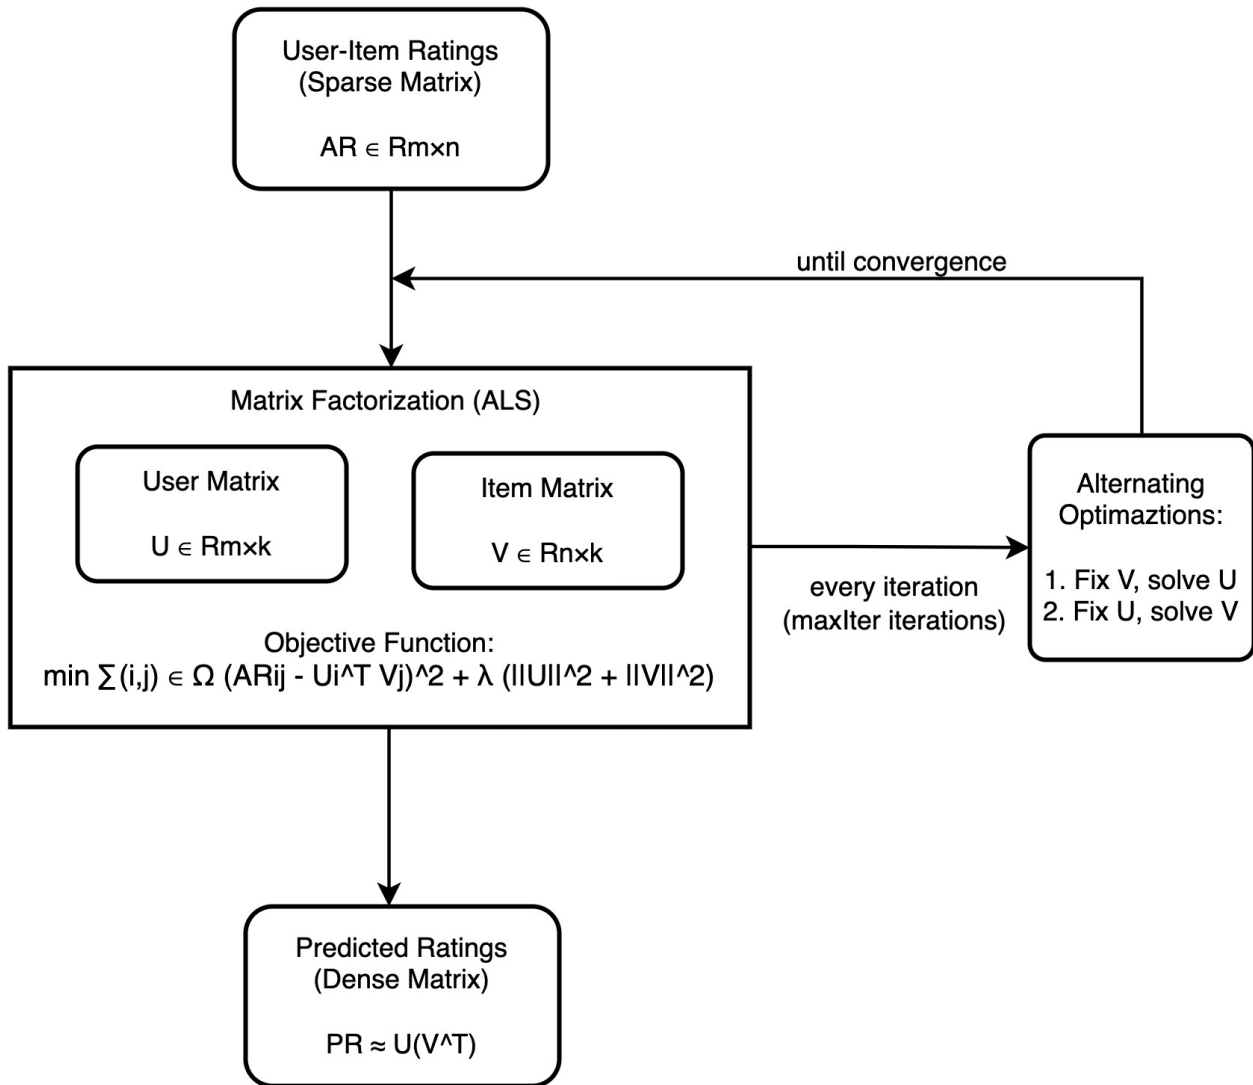 User-Item Ratings
(Sparse Matrix)
AR ∈ Rm×n
until convergence
Matrix Factorization (ALS)
User Matrix
U ∈ Rm×k
Item Matrix
V ∈ Rn×k
Objective Function:
min ∑(i,j) ∈ Ω (ARij - Ui^T Vj)^2 + λ (||U||^2 + ||V||^2)
every iteration
(maxIter iterations)
Alternating
Optimaztions:
1. Fix V, solve U
2. Fix U, solve V
Predicted Ratings
(Dense Matrix)
PR ≈ U(V^T)